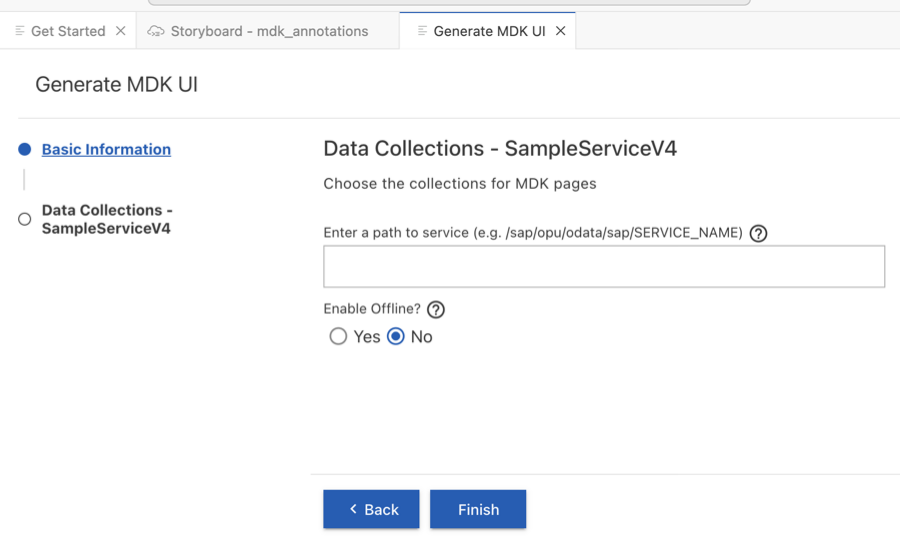 Get Started
Storyboard - mdk_annotations
Generate MDK UI
Generate MDK UI
Basic Information
Data Collections -
SampleServiceV4
Data Collections - SampleServiceV4
Choose the collections for MDK pages
Enter a path to service (e.g. /sap/opu/odata/sap/SERVICE_NAME) ?
Enable Offline? ?
Yes No
< Back Finish